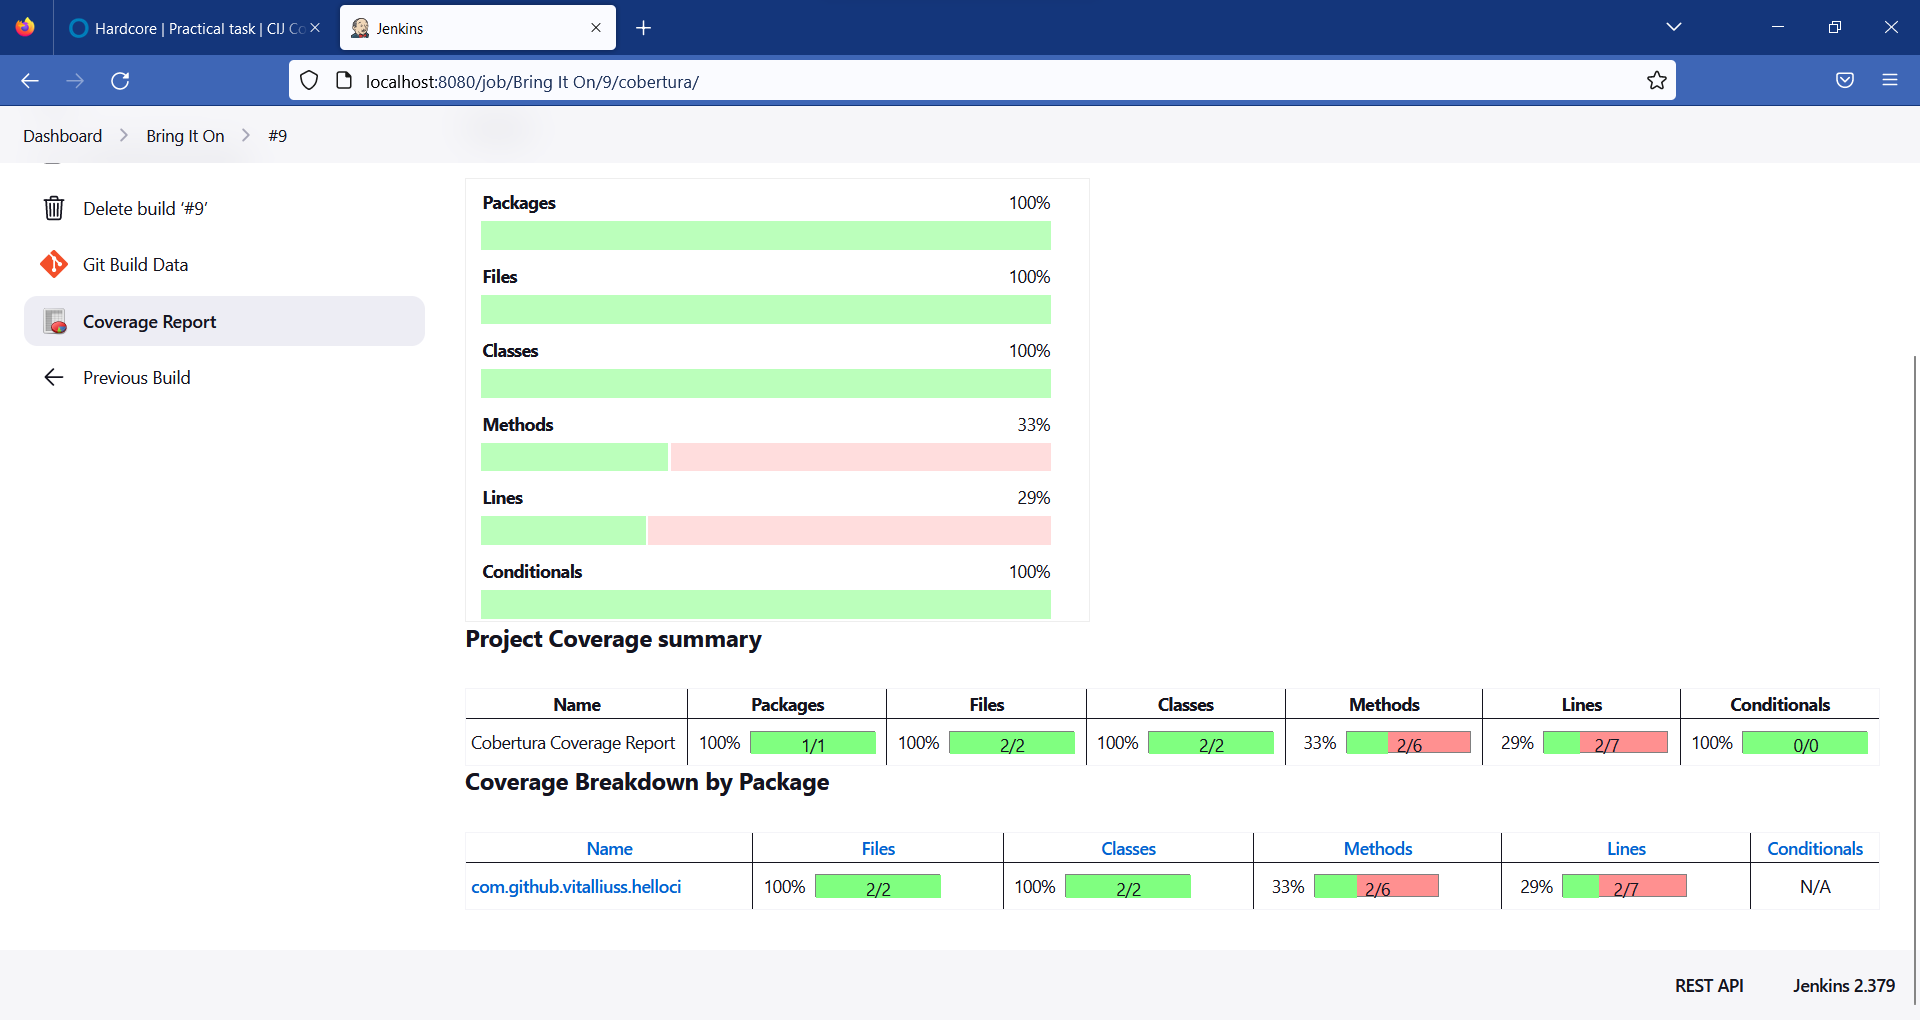 Hardcore | Practical task | CIJ Co
Jenkins
localhost:8080/job/Bring It On/9/cobertura/
Dashboard
Bring It On
#9
Delete build ‘#9’
Git Build Data
Coverage Report
Previous Build
Packages 100%
Files 100%
Classes 100%
Methods 33%
Lines 29%
Conditionals 100%
Project Coverage summary
Name Packages Files Classes Methods Lines Conditionals
Cobertura Coverage Report 100% 1/1 100% 2/2 100% 2/2 33% 2/6 29% 2/7 100% 0/0
Coverage Breakdown by Package
Name Files Classes Methods Lines Conditionals
com.github.vitalliuss.helloci 100% 2/2 100% 2/2 33% 2/6 29% 2/7 N/A
REST API Jenkins 2.379